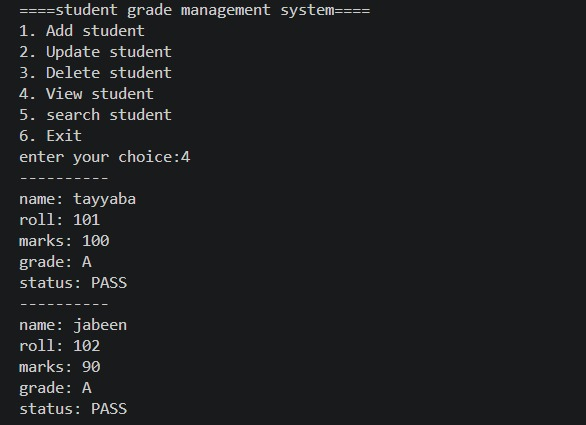 ====student grade management system====
1. Add student
2. Update student
3. Delete student
4. View student
5. search student
6. Exit
enter your choice:4
----------
name: tayyaba
roll: 101
marks: 100
grade: A
status: PASS
----------
name: jabeen
roll: 102
marks: 90
grade: A
status: PASS